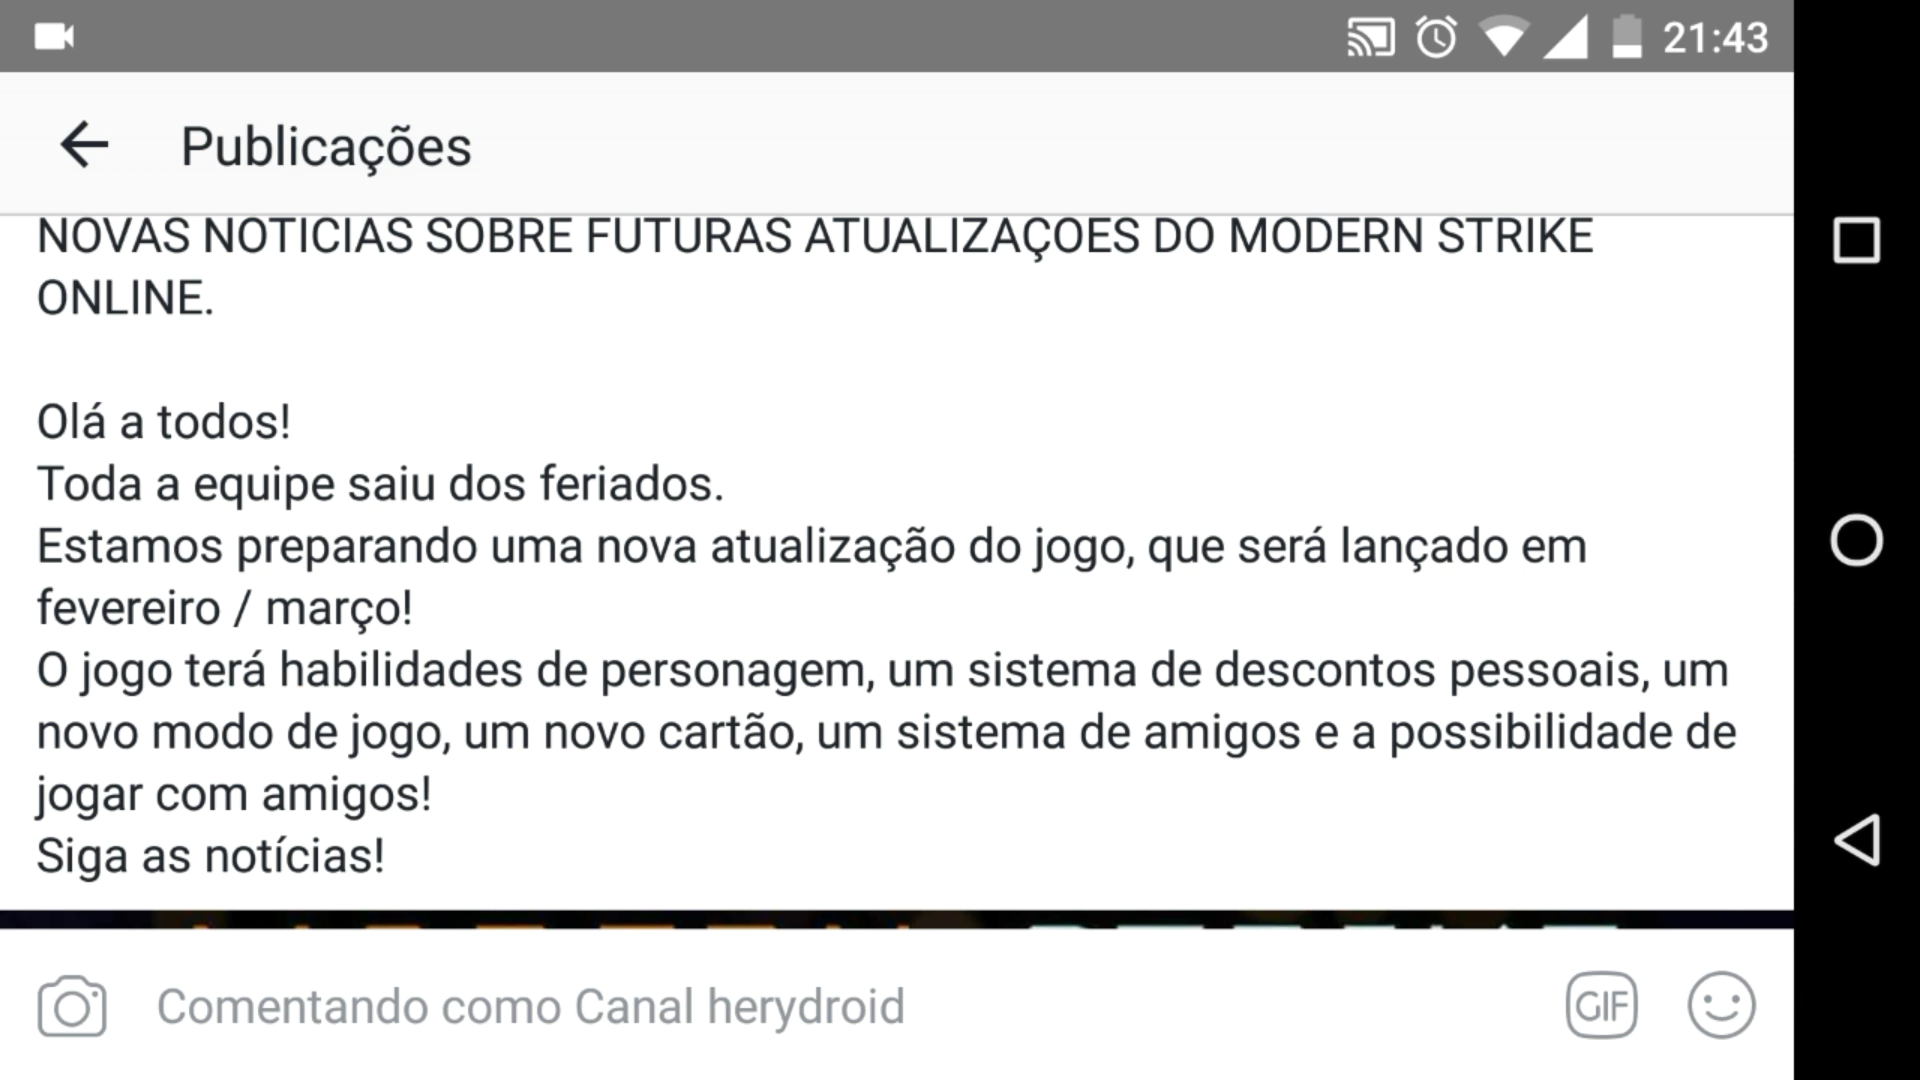 21:43
Publicações
NOVAS NOTICIAS SOBRE FUTURAS ATUALIZAÇOES DO MODERN STRIKE
ONLINE.
Olá a todos!
Toda a equipe saiu dos feriados.
Estamos preparando uma nova atualização do jogo, que será lançado em
fevereiro / março!
O jogo terá habilidades de personagem, um sistema de descontos pessoais, um
novo modo de jogo, um novo cartão, um sistema de amigos e a possibilidade de
jogar com amigos!
Siga as notícias!
Comentando como Canal herydroid
GIF